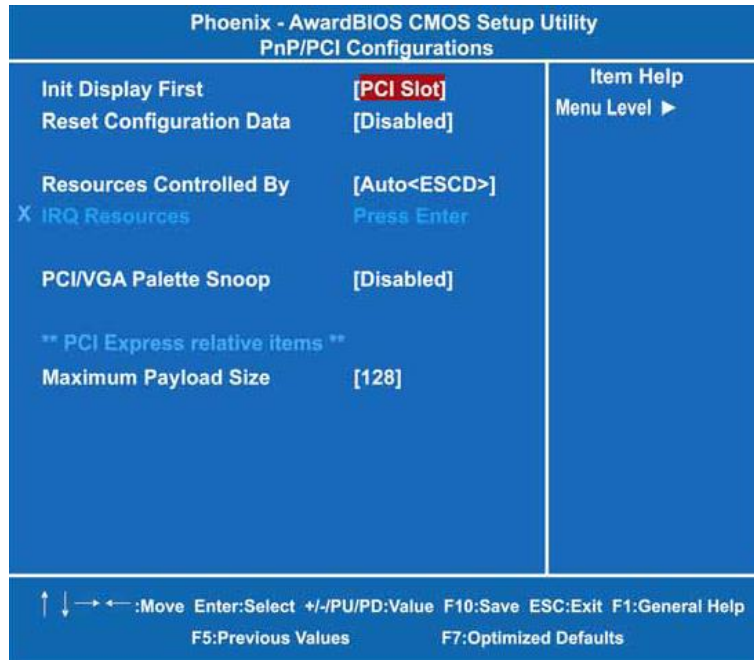 Phoenix - AwardBIOS CMOS Setup Utility
PnP/PCI Configurations
Init Display First [PCI Slot]
Reset Configuration Data [Disabled]
Resources Controlled By [Auto<ESCD>]
X IRQ Resources Press Enter
PCI/VGA Palette Snoop [Disabled]
** PCI Express relative items **
Maximum Payload Size [128]
Item Help
Menu Level ►
↑ ↓ → ← :Move Enter:Select +/-/PU/PD:Value F10:Save ESC:Exit F1:General Help
F5:Previous Values F7:Optimized Defaults